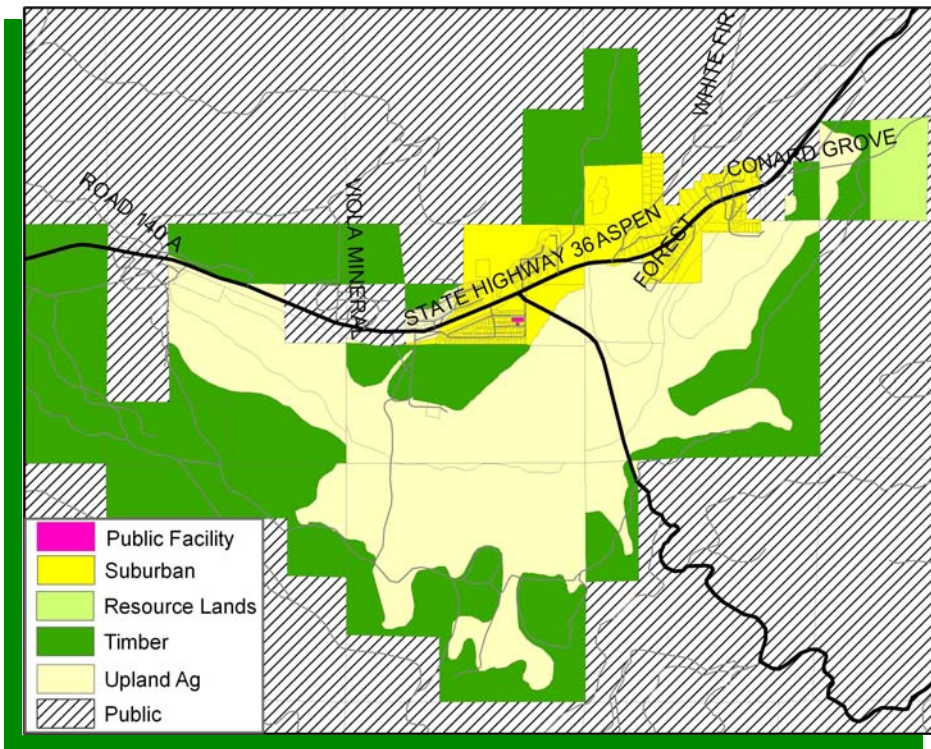 WHITE FIR
CONARD GROVE
ROAD 140 A
VIOLA MINERAL
STATE HIGHWAY 36
ASPEN
FOREST
Public Facility
Suburban
Resource Lands
Timber
Upland Ag
Public